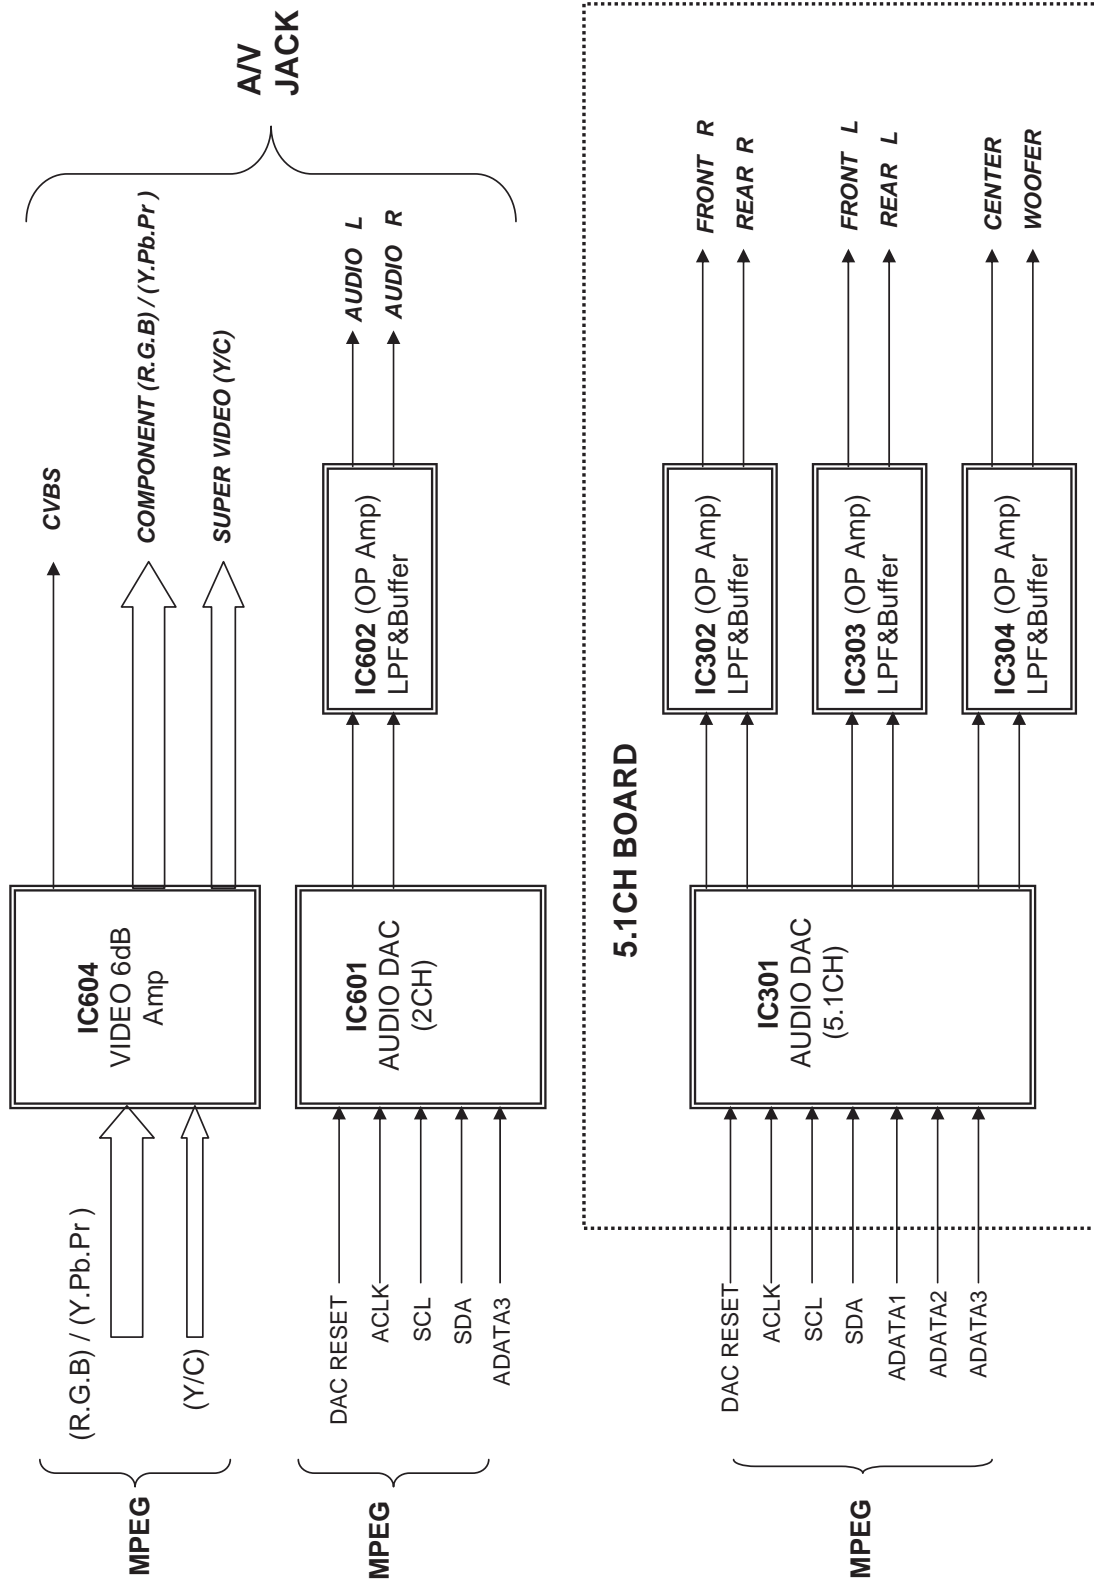 MPEG
(R.G.B) / (Y.Pb.Pr )
(Y/C)
IC604
VIDEO 6dB
Amp
CVBS
COMPONENT (R.G.B) / (Y.Pb.Pr )
SUPER VIDEO (Y/C)
A/V
JACK
MPEG
DAC RESET
ACLK
SCL
SDA
ADATA3
IC601
AUDIO DAC
(2CH)
IC602 (OP Amp)
LPF&Buffer
AUDIO L
AUDIO R
5.1CH BOARD
MPEG
DAC RESET
ACLK
SCL
SDA
ADATA1
ADATA2
ADATA3
IC301
AUDIO DAC
(5.1CH)
IC302 (OP Amp)
LPF&Buffer
FRONT R
REAR R
IC303 (OP Amp)
LPF&Buffer
FRONT L
REAR L
IC304 (OP Amp)
LPF&Buffer
CENTER
WOOFER